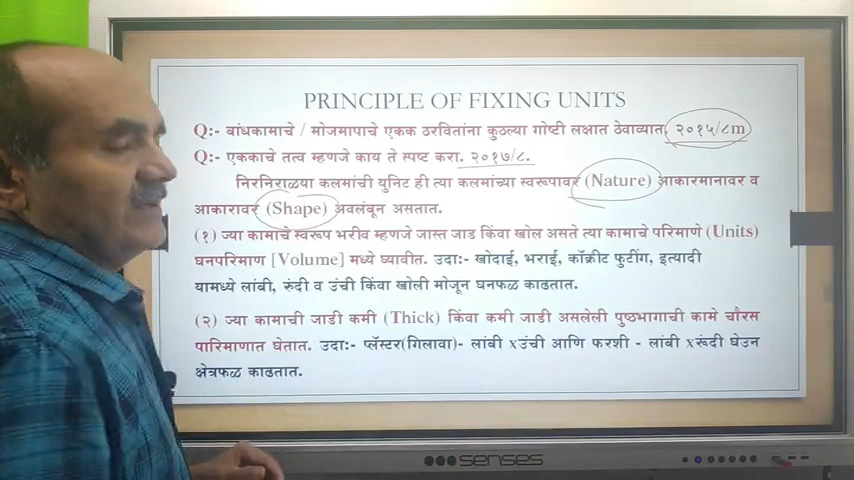 PRINCIPLE OF FIXING UNITS
Q:- बांधकामाचे / मोजमापाचे एकक ठरवितांना कुठल्या गोष्टी लक्षात ठेवाव्यात. २०१५/८m
Q:- एककाचे तत्व म्हणजे काय ते स्पष्ट करा. २०१७/८.
निरनिराळया कलमांची युनिट ही त्या कलमांच्या स्वरूपावर (Nature) आकारमानावर व
आकारावर (Shape) अवलंबून असतात.
(१) ज्या कामाचे स्वरूप भरीव म्हणजे जास्त जाड किंवा खोल असते त्या कामाचे परिमाणे (Units)
घनपरिमाण [Volume] मध्ये घ्यावीत. उदा:- खोदाई, भराई, कॉंक्रीट फुटींग, इत्यादी
यामध्ये लांवी, रुंदी व उंची किंवा खोली मोजून घनफळ काढतात.
(२) ज्या कामाची जाडी कमी (Thick) किंवा कमी जाडी असलेली पुष्ठभागाची कामे चौरस
पारिमाणात घेतात. उदा:- प्लॅस्टर(गिलावा)- लांवी xउंची आणि फरशी - लांवी xरूंदी घेउन
क्षेत्रफळ काढतात.
senses